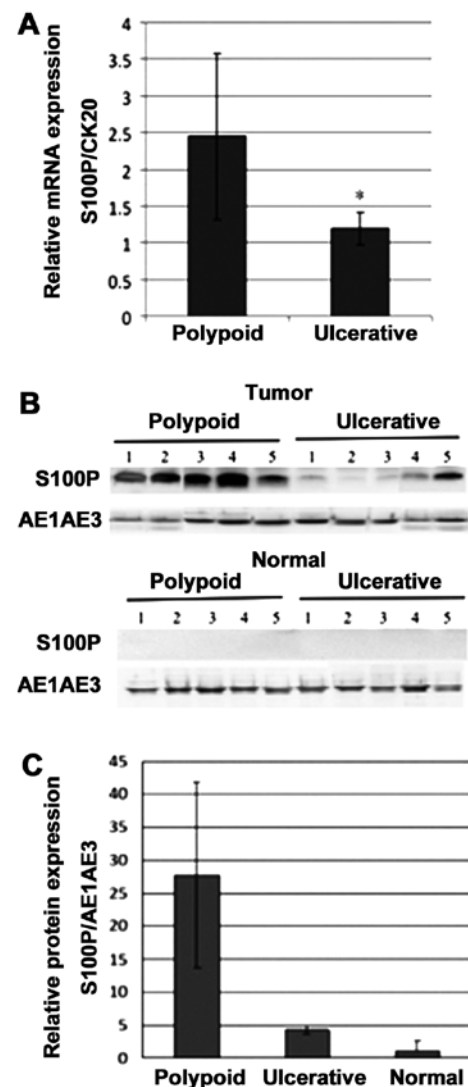 A
Relative mRNA expression
S100P/CK20
4
3.5
3
2.5
2
1.5
1
0.5
0
*
Polypoid Ulcerative
B
Tumor
Polypoid Ulcerative
1 2 3 4 5 1 2 3 4 5
S100P
AE1AE3
Normal
Polypoid Ulcerative
1 2 3 4 5 1 2 3 4 5
S100P
AE1AE3
C
Relative protein expression
S100P/AE1AE3
45
40
35
30
25
20
15
10
5
0
Polypoid Ulcerative Normal